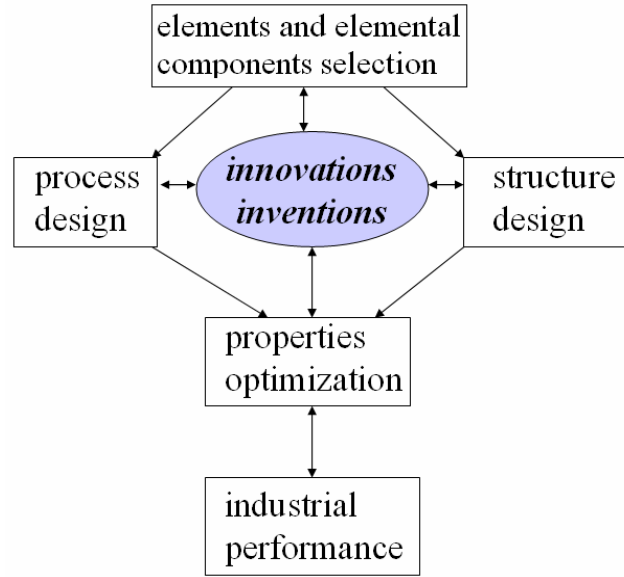 elements and elemental
components selection
process
design
innovations
inventions
structure
design
properties
optimization
industrial
performance